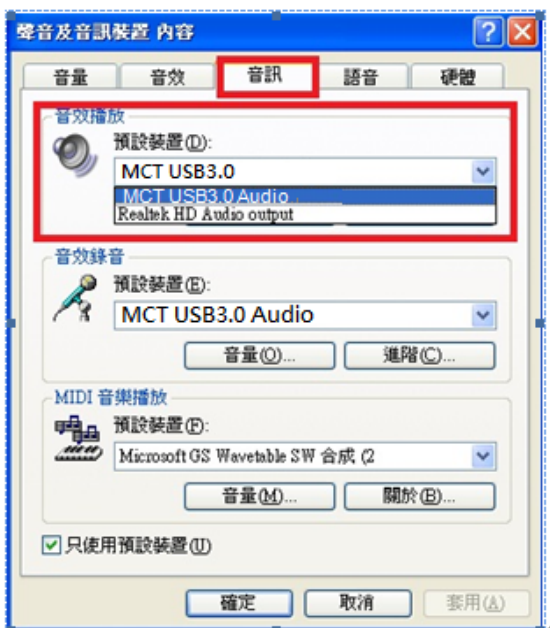 聲音及音訊裝置 內容
音量 音效 音訊 語音 硬體
音效播放
預設裝置(D):
MCT USB3.0
MCT USB3.0 Audio
Realtek HD Audio output
音效錄音
預設裝置(E):
MCT USB3.0 Audio
音量(O)... 進階(C)...
MIDI 音樂播放
預設裝置(F):
Microsoft GS Wavetable SW 合成 (2
音量(M)... 關於(B)...
只使用預設裝置(U)
確定 取消 套用(A)